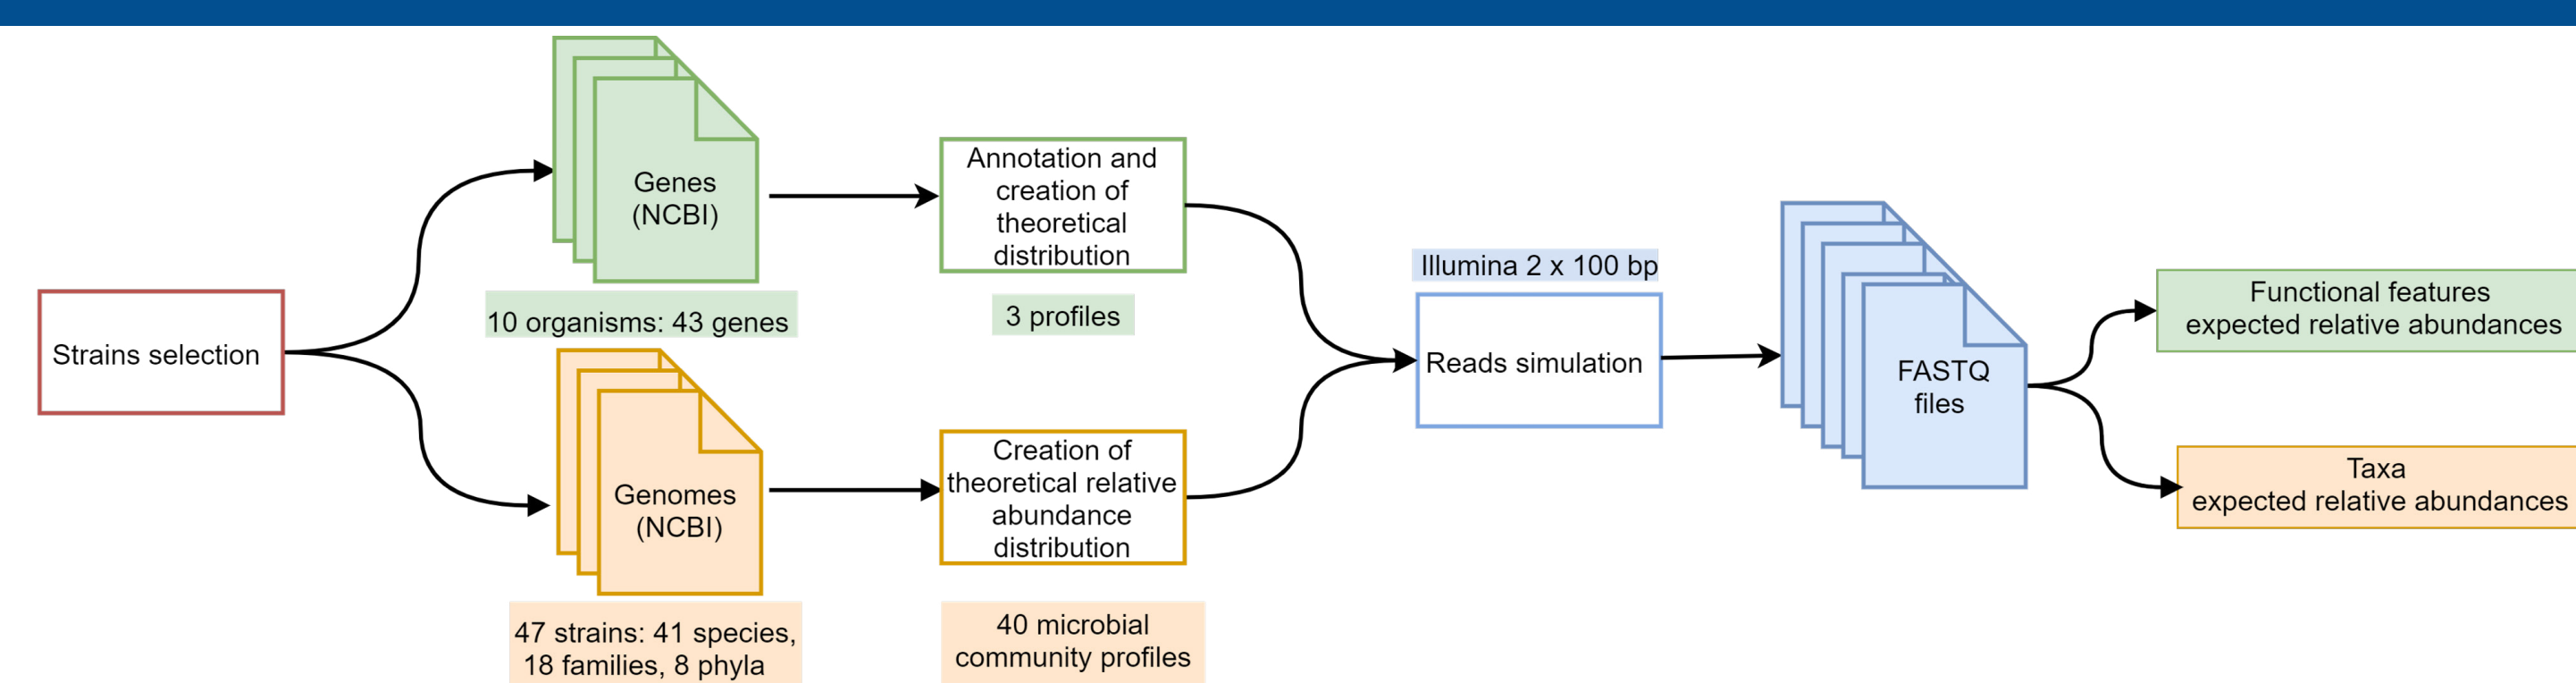 Strains selection
Genes
(NCBI)
10 organisms: 43 genes
Genomes
(NCBI)
47 strains: 41 species,
18 families, 8 phyla
Annotation and
creation of
theoretical
distribution
3 profiles
Creation of
theoretical relative
abundance
distribution
40 microbial
community profiles
Illumina 2 x 100 bp
Reads simulation
FASTQ
files
Functional features
expected relative abundances
Taxa
expected relative abundances